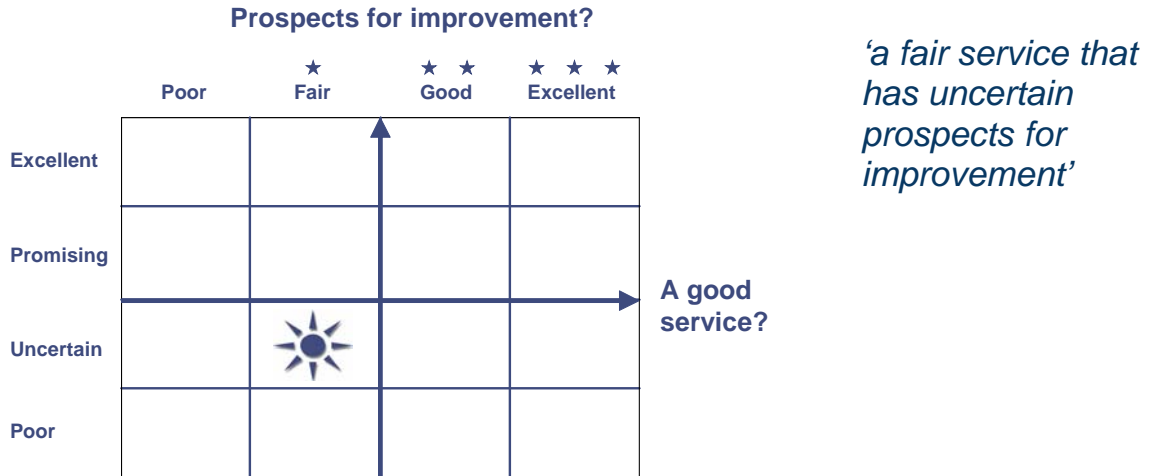 Prospects for improvement?
★ ★ ★ ★ ★ ★
Poor Fair Good Excellent
Excellent
Promising
Uncertain
Poor
A good
service?
‘a fair service that
has uncertain
prospects for
improvement’